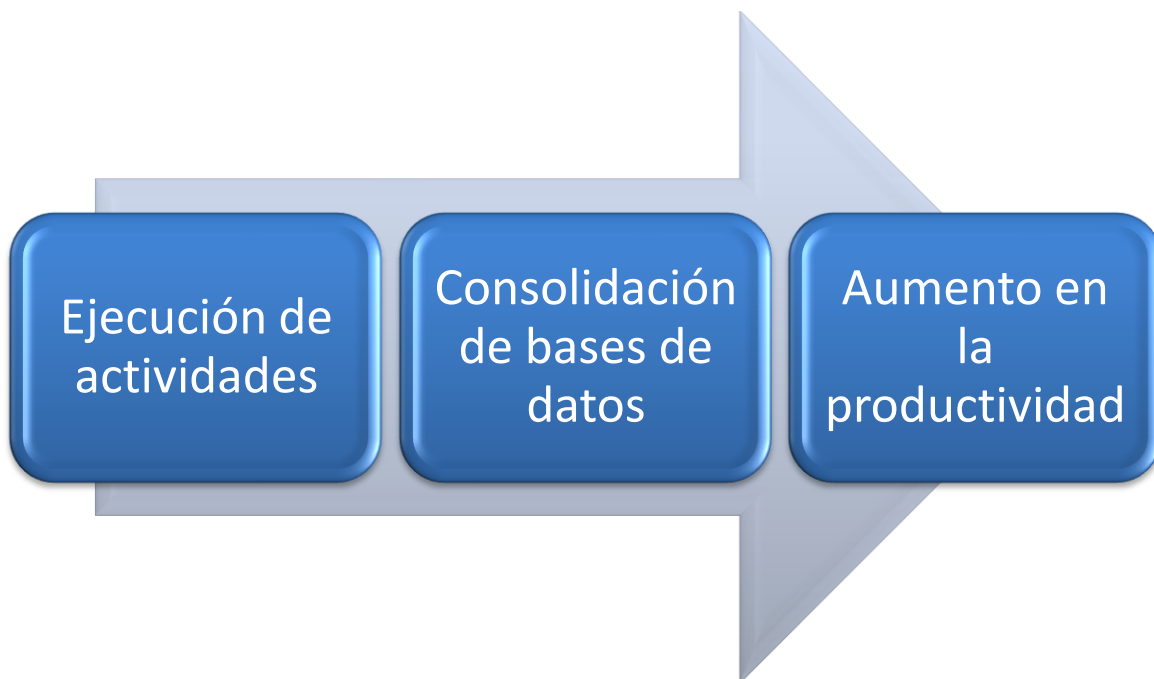 Ejecución de
actividades
Consolidación
de bases de
datos
Aumento en
la
productividad